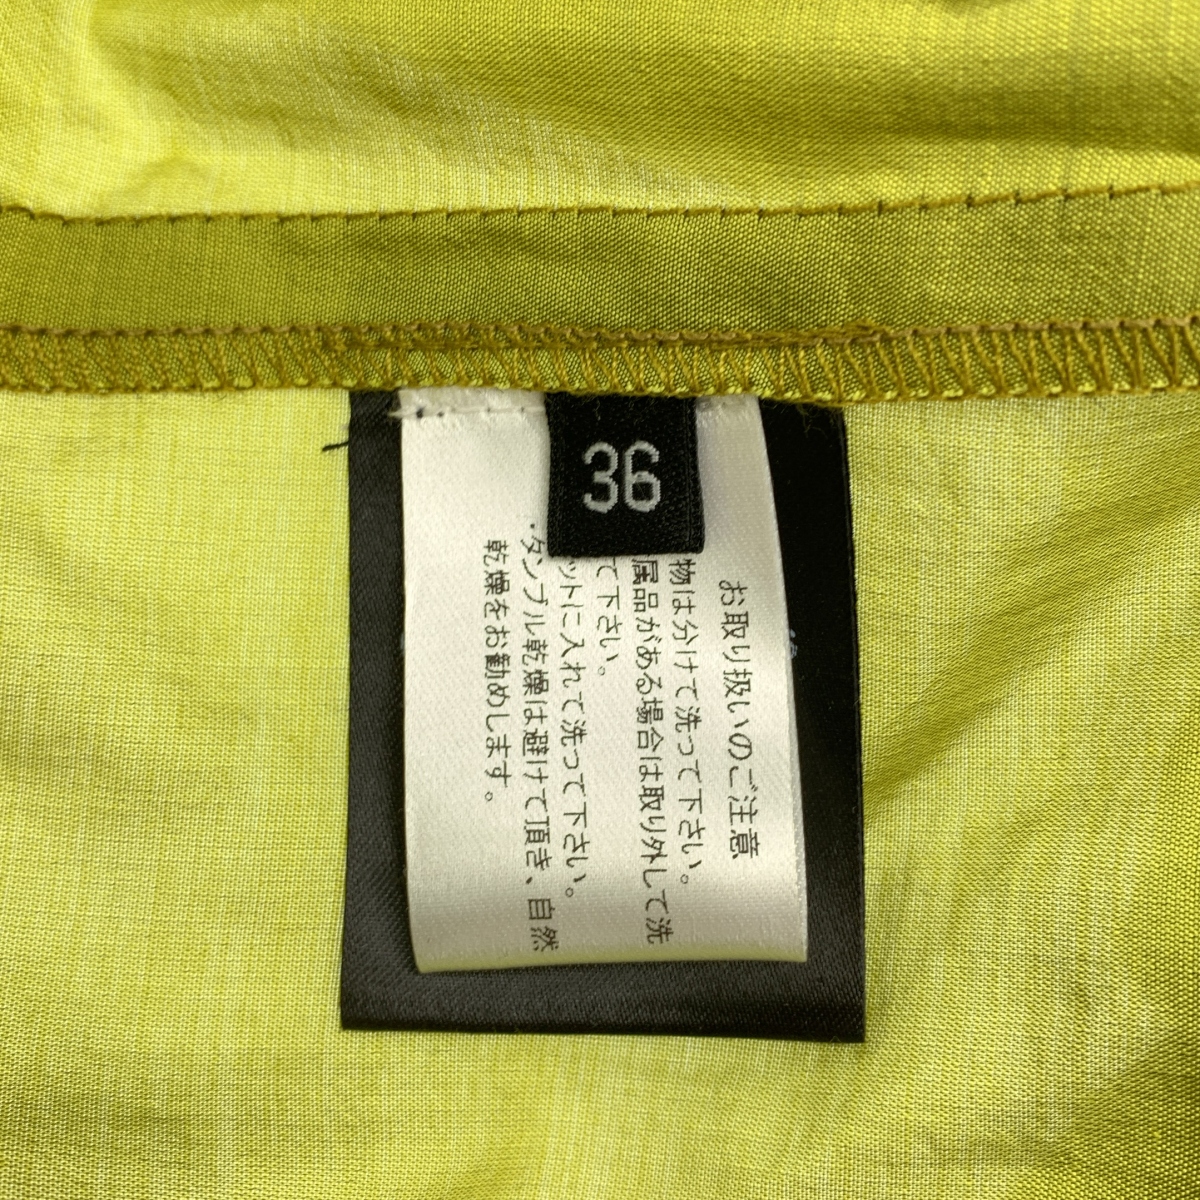 36
お取り扱いのご注意
物は分けて洗って下さい。
属品がある場合は取り外して洗
て下さい。
ットに入れて洗って下さい。
・タンブル乾燥は避けて頂き、自然
乾燥をお勧めします。